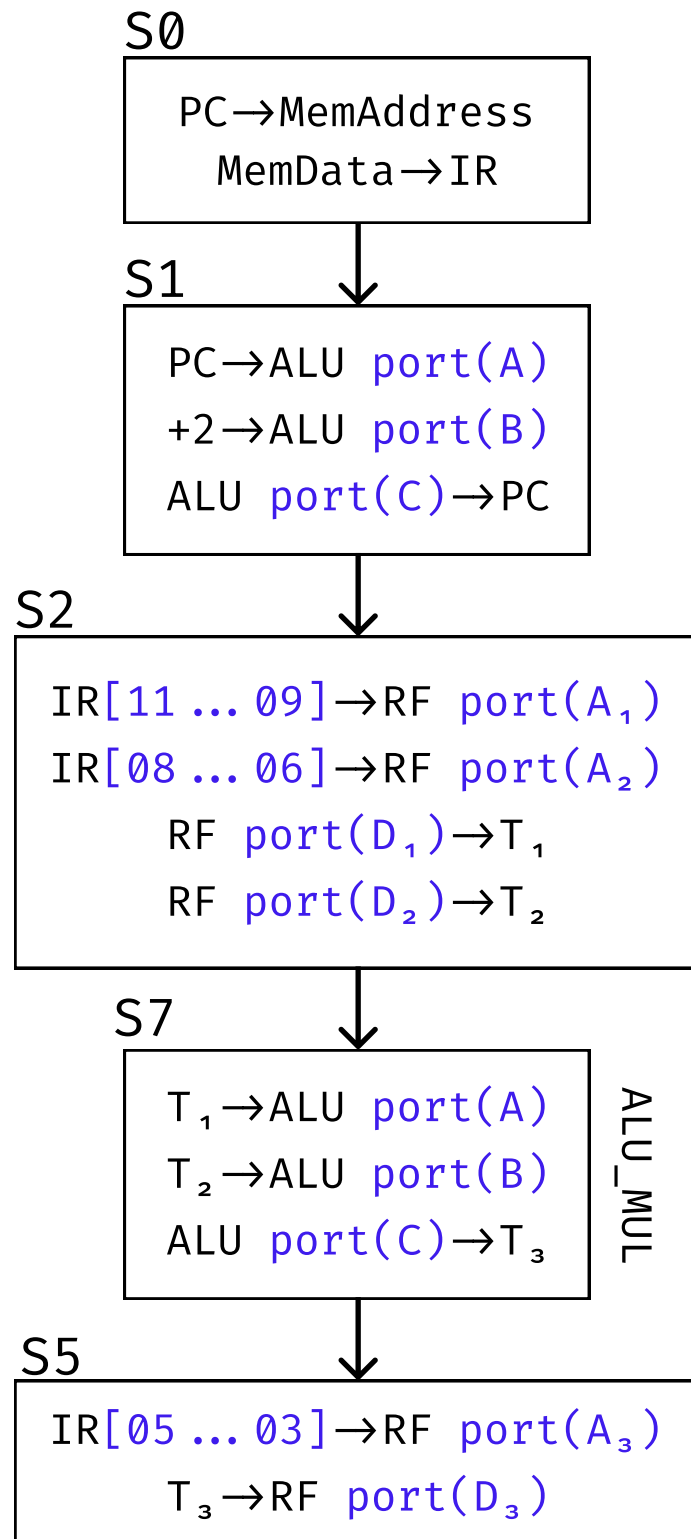 S0
PC→MemAddress
MemData→IR
S1
PC→ALU port(A)
+2→ALU port(B)
ALU port(C)→PC
S2
IR[11 ... 09]→RF port(A₁)
IR[08 ... 06]→RF port(A₂)
RF port(D₁)→T₁
RF port(D₂)→T₂
S7
T₁→ALU port(A)
T₂→ALU port(B)
ALU port(C)→T₃
ALU_MUL
S5
IR[05 ... 03]→RF port(A₃)
T₃→RF port(D₃)